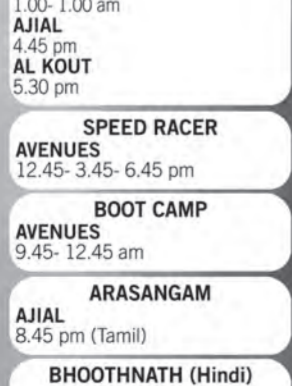 1.00- 1.00 am
AJIAL
4.45 pm
AL KOUT
5.30 pm
SPEED RACER
AVENUES
12.45- 3.45- 6.45 pm
BOOT CAMP
AVENUES
9.45- 12.45 am
ARASANGAM
AJIAL
8.45 pm (Tamil)
BHOOTHNATH (Hindi)